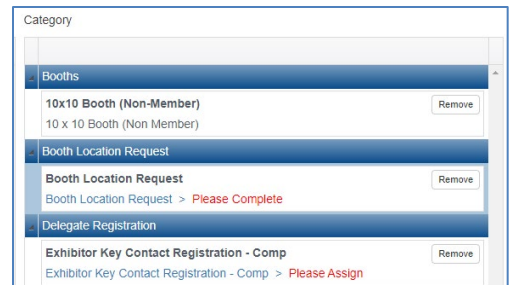 Category
Booths
10x10 Booth (Non-Member) Remove
10 x 10 Booth (Non Member)
Booth Location Request
Booth Location Request Remove
Booth Location Request > Please Complete
Delegate Registration
Exhibitor Key Contact Registration - Comp Remove
Exhibitor Key Contact Registration - Comp > Please Assign